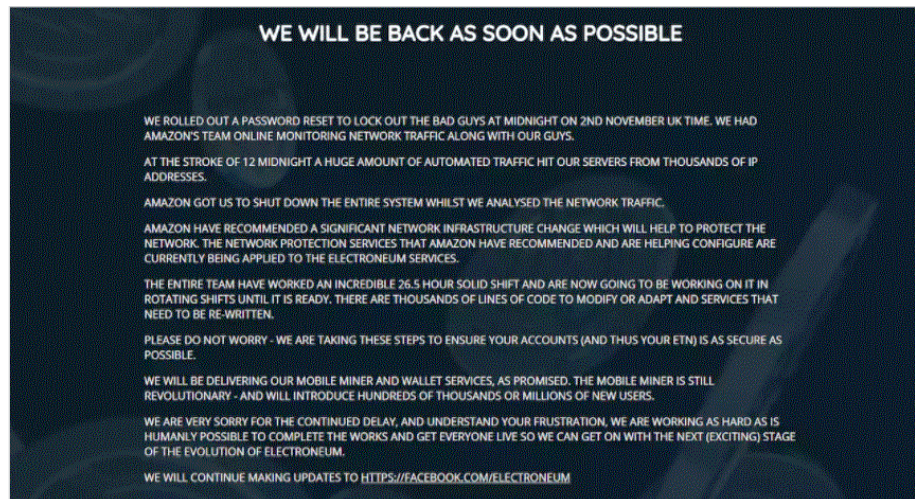 WE WILL BE BACK AS SOON AS POSSIBLE
WE ROLLED OUT A PASSWORD RESET TO LOCK OUT THE BAD GUYS AT MIDNIGHT ON 2ND NOVEMBER UK TIME. WE HAD
AMAZON'S TEAM ONLINE MONITORING NETWORK TRAFFIC ALONG WITH OUR GUYS.
AT THE STROKE OF 12 MIDNIGHT A HUGE AMOUNT OF AUTOMATED TRAFFIC HIT OUR SERVERS FROM THOUSANDS OF IP
ADDRESSES.
AMAZON GOT US TO SHUT DOWN THE ENTIRE SYSTEM WHILST WE ANALYSED THE NETWORK TRAFFIC.
AMAZON HAVE RECOMMENDED A SIGNIFICANT NETWORK INFRASTRUCTURE CHANGE WHICH WILL HELP TO PROTECT THE
NETWORK. THE NETWORK PROTECTION SERVICES THAT AMAZON HAVE RECOMMENDED AND ARE HELPING CONFIGURE ARE
CURRENTLY BEING APPLIED TO THE ELECTRONEUM SERVICES.
THE ENTIRE TEAM HAVE WORKED AN INCREDIBLE 26.5 HOUR SOLID SHIFT AND ARE NOW GOING TO BE WORKING ON IT IN
ROTATING SHIFTS UNTIL IT IS READY. THERE ARE THOUSANDS OF LINES OF CODE TO MODIFY OR ADAPT AND SERVICES THAT
NEED TO BE RE-WRITTEN.
PLEASE DO NOT WORRY - WE ARE TAKING THESE STEPS TO ENSURE YOUR ACCOUNTS (AND THUS YOUR ETN) IS AS SECURE AS
POSSIBLE.
WE WILL BE DELIVERING OUR MOBILE MINER AND WALLET SERVICES, AS PROMISED. THE MOBILE MINER IS STILL
REVOLUTIONARY - AND WILL INTRODUCE HUNDREDS OF THOUSANDS OR MILLIONS OF NEW USERS.
WE ARE VERY SORRY FOR THE CONTINUED DELAY, AND UNDERSTAND YOUR FRUSTRATION, WE ARE WORKING AS HARD AS IS
HUMANLY POSSIBLE TO COMPLETE THE WORKS AND GET EVERYONE LIVE SO WE CAN GET ON WITH THE NEXT (EXCITING) STAGE
OF THE EVOLUTION OF ELECTRONEUM.
WE WILL CONTINUE MAKING UPDATES TO HTTPS://FACEBOOK.COM/ELECTRONEUM